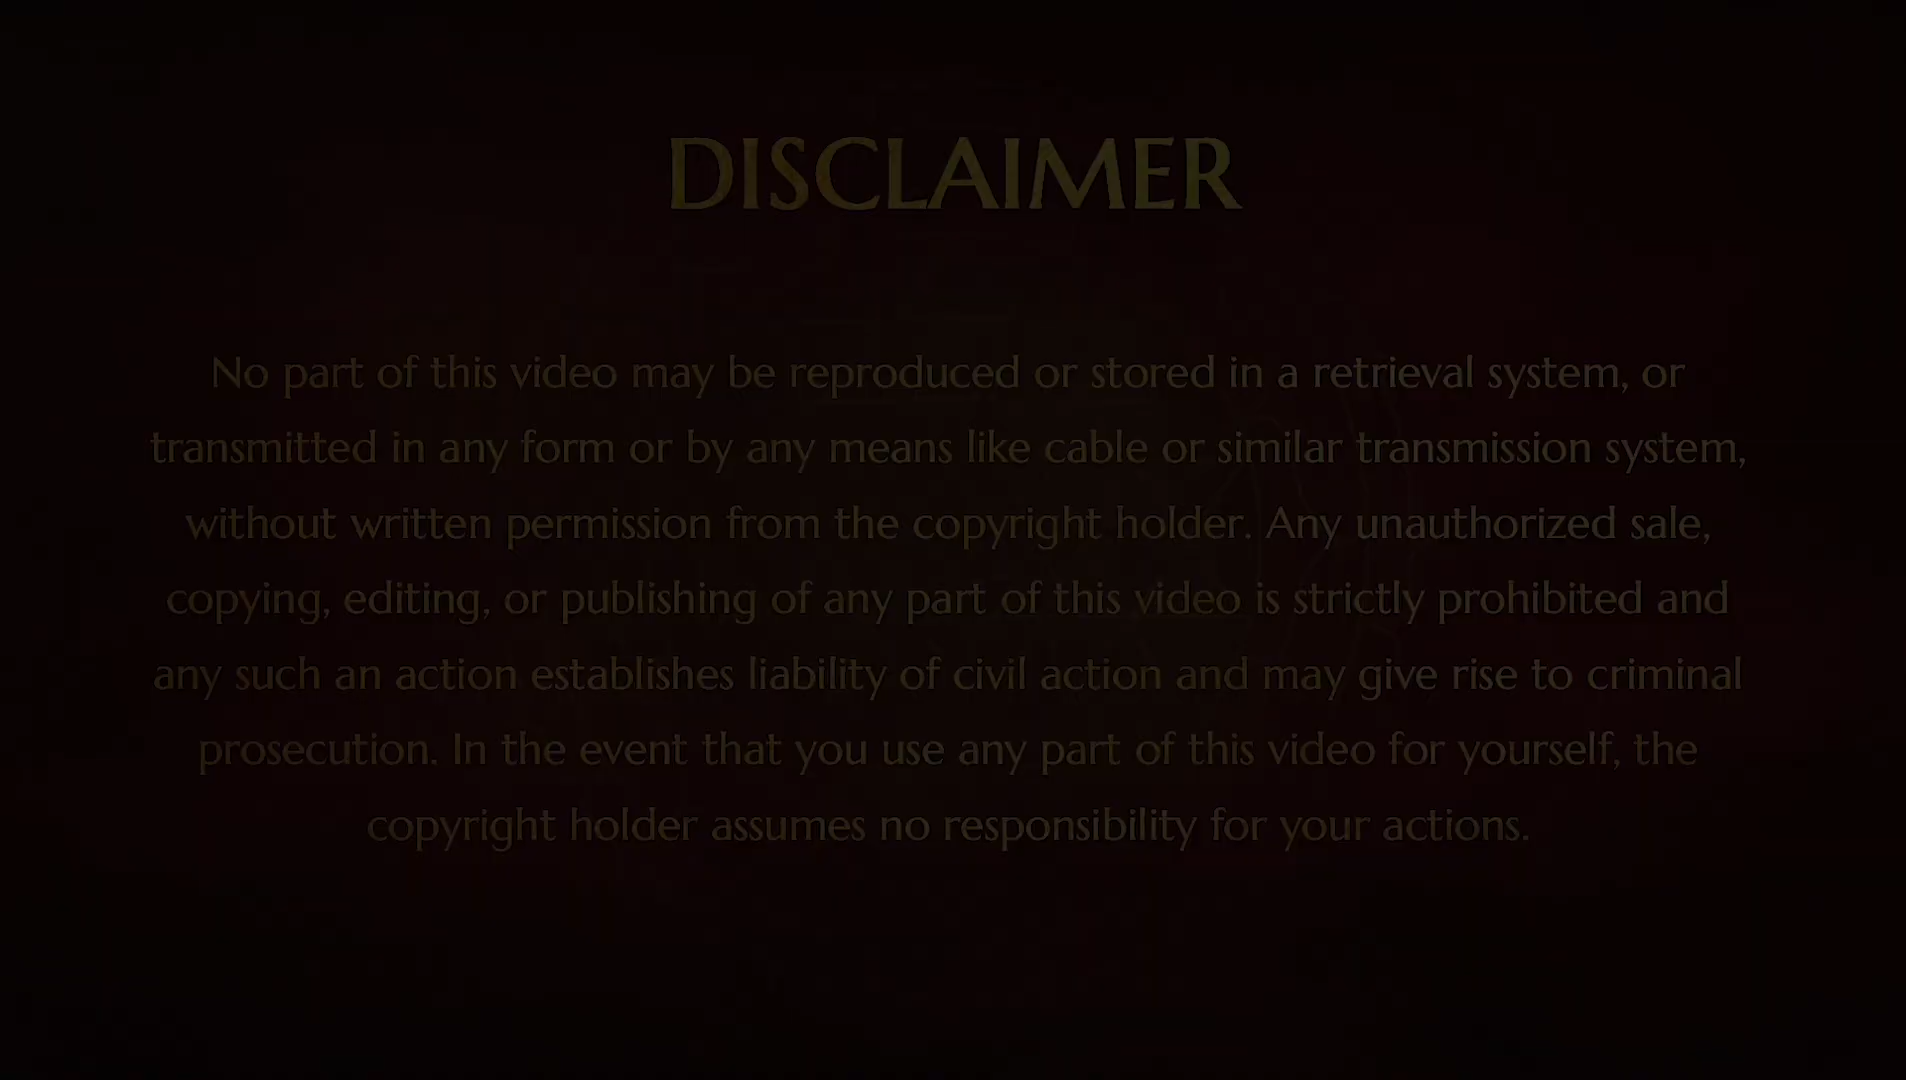 DISCLAIMER
No part of this video may be reproduced or stored in a retrieval system, or
transmitted in any form or by any means like cable or similar transmission system,
without written permission from the copyright holder. Any unauthorized sale,
copying, editing, or publishing of any part of this video is strictly prohibited and
any such an action establishes liability of civil action and may give rise to criminal
prosecution. In the event that you use any part of this video for yourself, the
copyright holder assumes no responsibility for your actions.